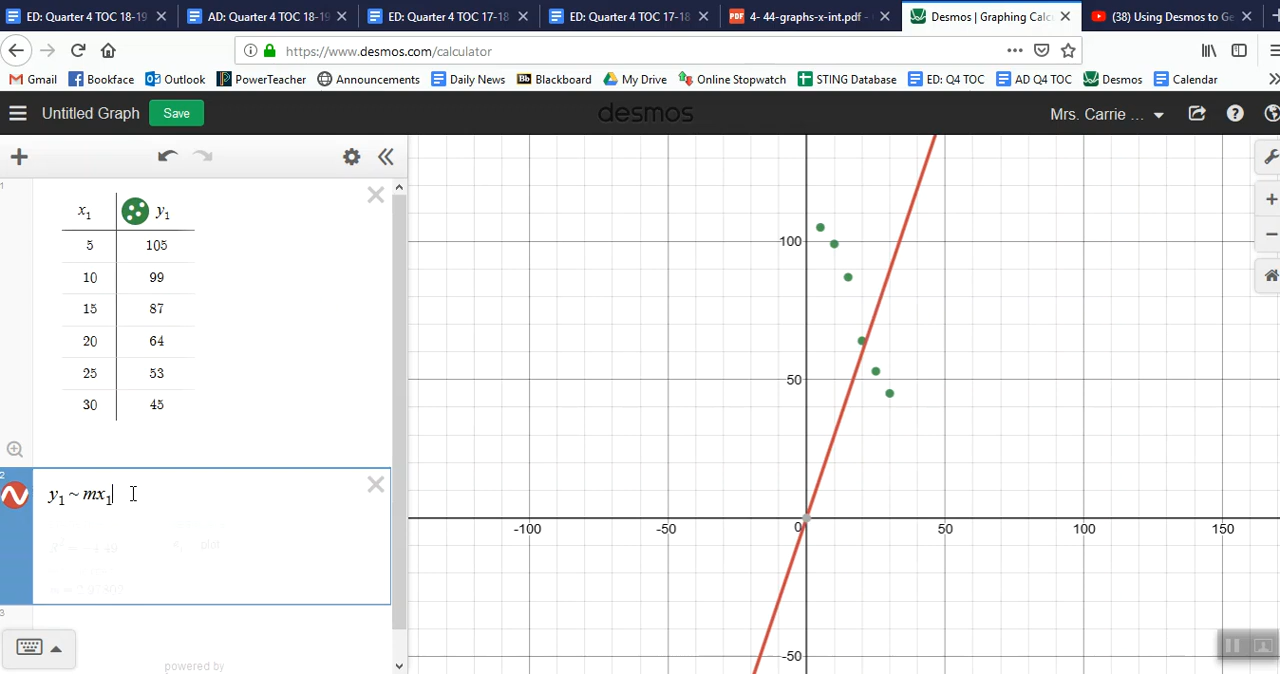 ED: Quarter 4 TOC 18-19
AD: Quarter 4 TOC 18-19
ED: Quarter 4 TOC 17-18
ED: Quarter 4 TOC 17-18
4- 44-graphs-x-int.pdf -
Desmos | Graphing Calc
(38) Using Desmos to Ge
https://www.desmos.com/calculator
Gmail Bookface Outlook PowerTeacher Announcements Daily News Blackboard My Drive Online Stopwatch STING Database ED: Q4 TOC AD Q4 TOC Desmos Calendar
Untitled Graph Save desmos Mrs. Carrie ...
1
x₁ y₁
5 105
10 99
15 87
20 64
25 53
30 45
2
y₁ ~ mx₁
3
powered by
100
50
-100 -50 0 50 100 150
-50